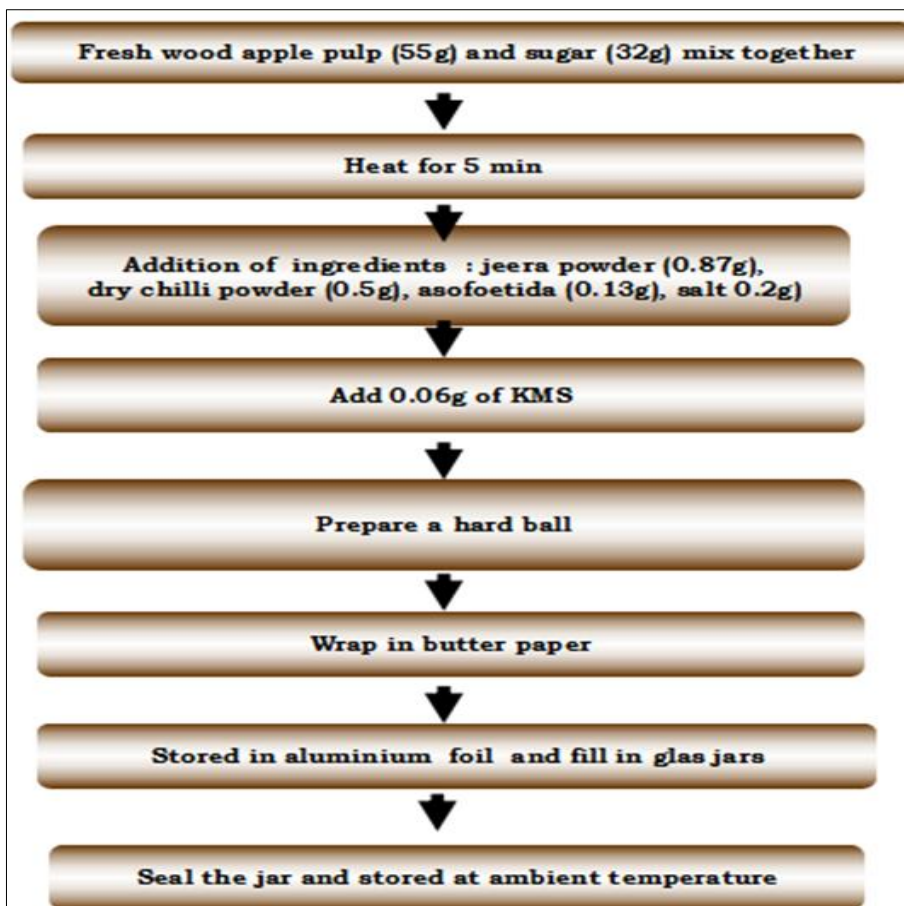 Fresh wood apple pulp (55g) and sugar (32g) mix together
Heat for 5 min
Addition of ingredients : jeera powder (0.87g),
dry chilli powder (0.5g), asofoetida (0.13g), salt 0.2g)
Add 0.06g of KMS
Prepare a hard ball
Wrap in butter paper
Stored in aluminium foil and fill in glas jars
Seal the jar and stored at ambient temperature